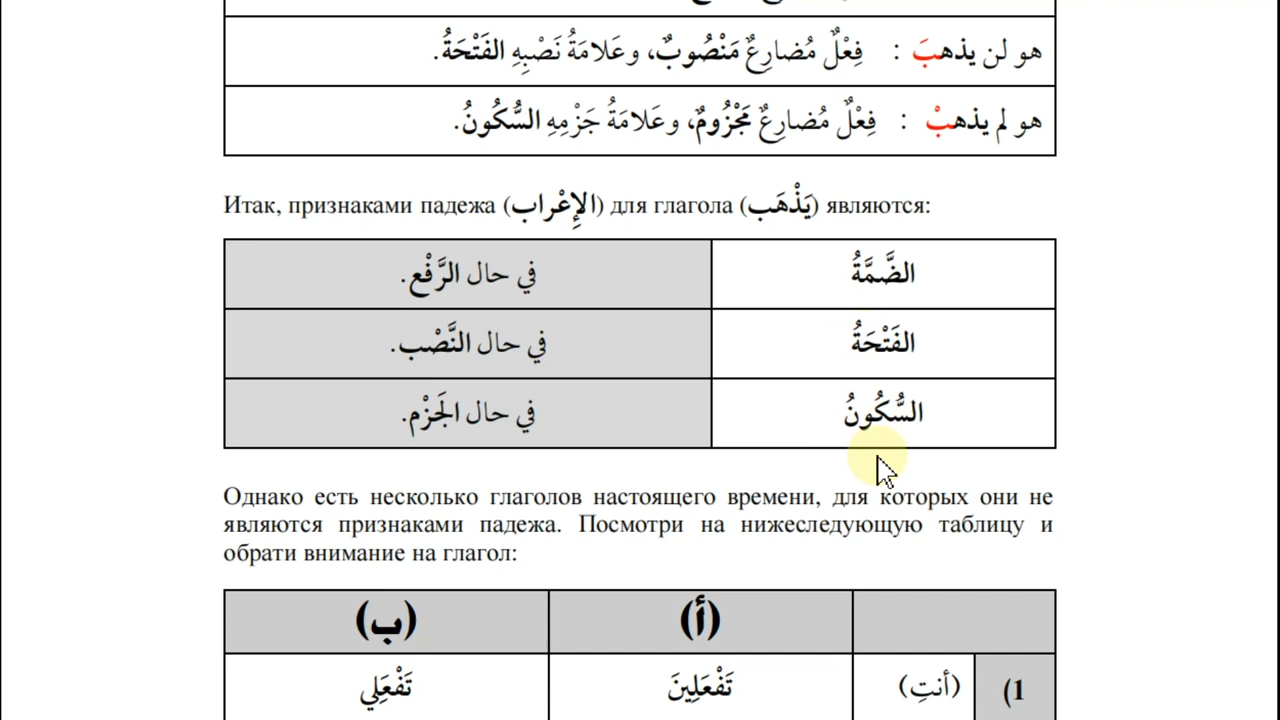 هو لن يذهبَ : فِعْلٌ مُضارِعٌ مَنْصُوبٌ، وعَلامَةُ نَصْبِهِ الفَتْحَةُ.
هو لم يذهبْ : فِعْلٌ مُضارِعٌ مَجْزُومٌ، وعَلامَةُ جَزْمِهِ السُّكُونُ.
Итак, признаками падежа (الإِعْراب) для глагола (يَذْهَب) являются:
الضَّمَّةُ في حال الرَّفْع.
الفَتْحَةُ في حال النَّصْب.
السُّكُونُ في حال الجَزْم.
Однако есть несколько глаголов настоящего времени, для которых они не
являются признаками падежа. Посмотри на нижеследующую таблицу и
обрати внимание на глагол:
(أ) (ب)
1) (أنتِ) تَفْعَلِينَ تَفْعَلِي